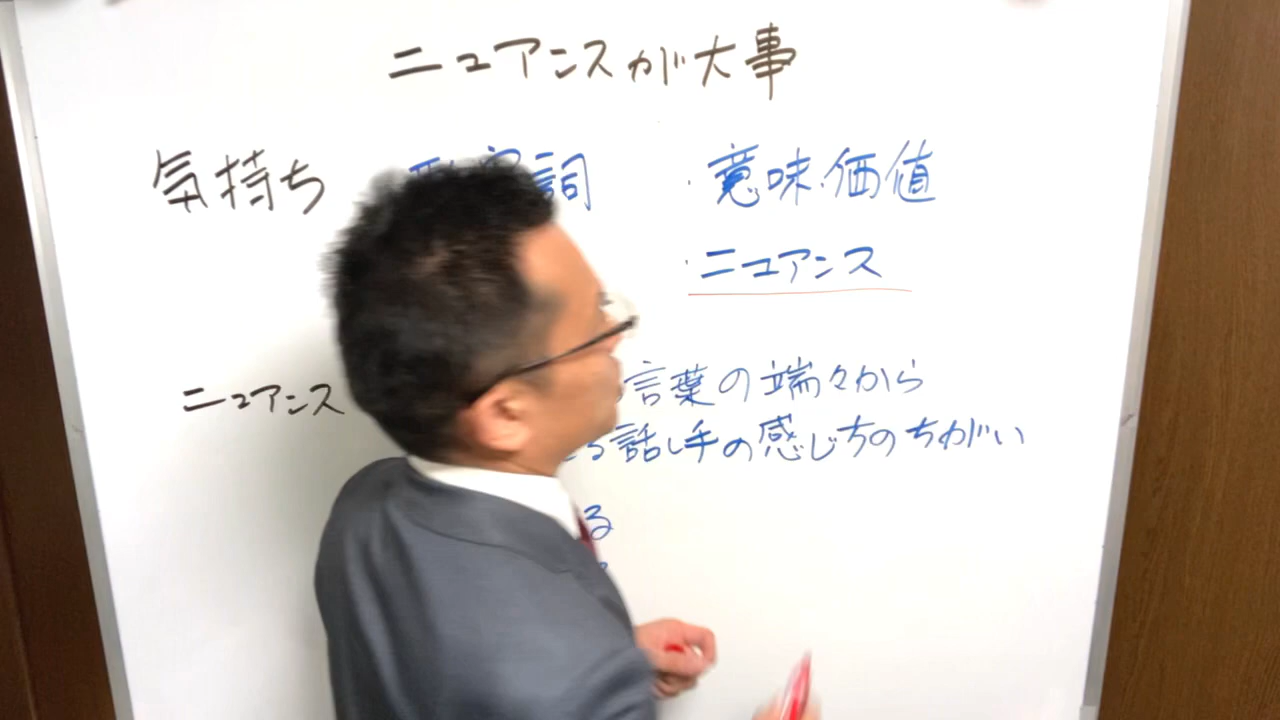 ニュアンスが大事
気持ち 詞 ・意味・価値
・ニュアンス
ニュアンス 言葉の端々から
る話し手の感じ方のちがい
る